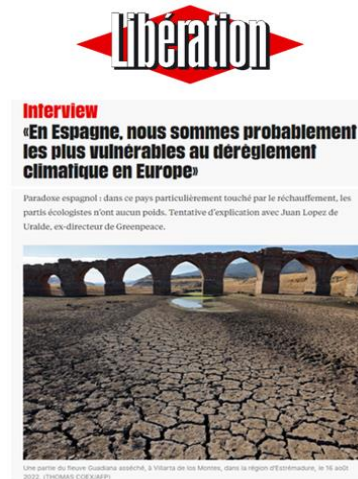 Libération
Interview
«En Espagne, nous sommes probablement
les plus vulnérables au dérèglement
climatique en Europe»
Paradoxe espagnol : dans ce pays particulièrement touché par le réchauffement, les
partis écologistes n'ont aucun poids. Tentative d'explication avec Juan Lopez de
Uralde, ex-directeur de Greenpeace.
Une partie du fleuve Guadiana asséché, à Villarta de los Montes, dans la région d'Estrémadure, le 16 août
2022. (THOMAS COEX/AFP)